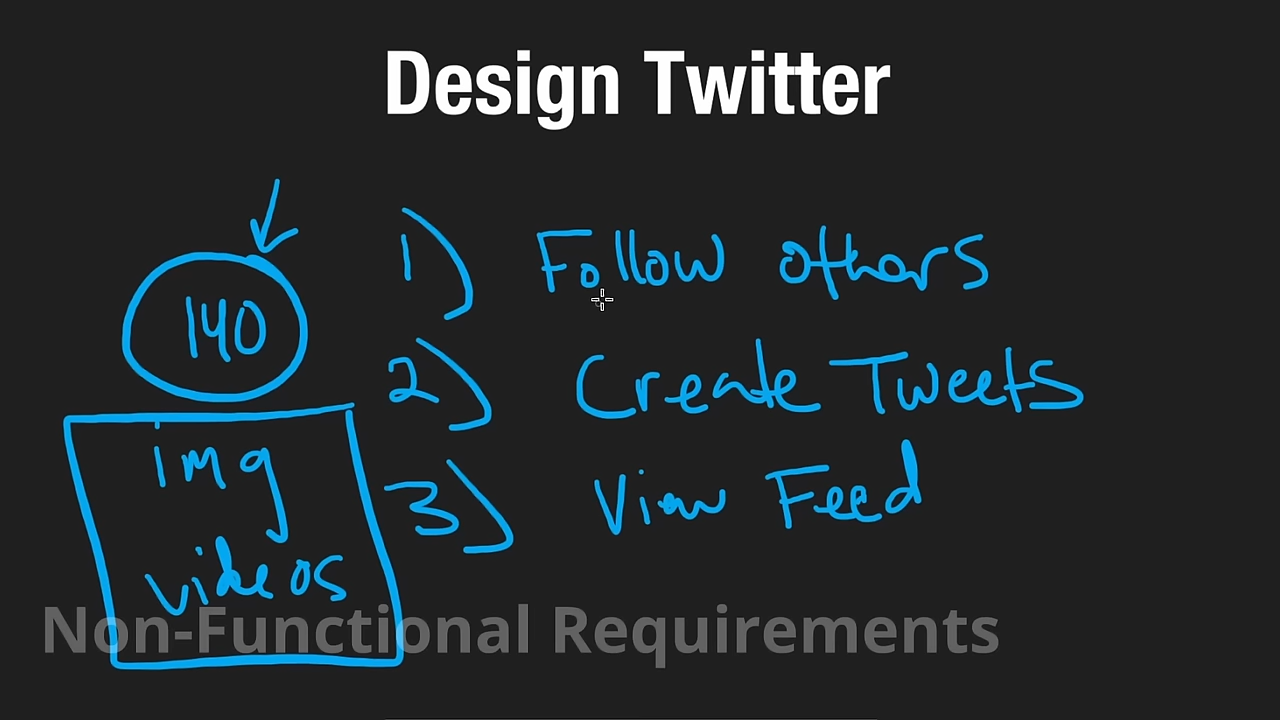 Design Twitter
1) Follow others
140
2) Create Tweets
img
3) View Feed
videos
Non-Functional Requirements